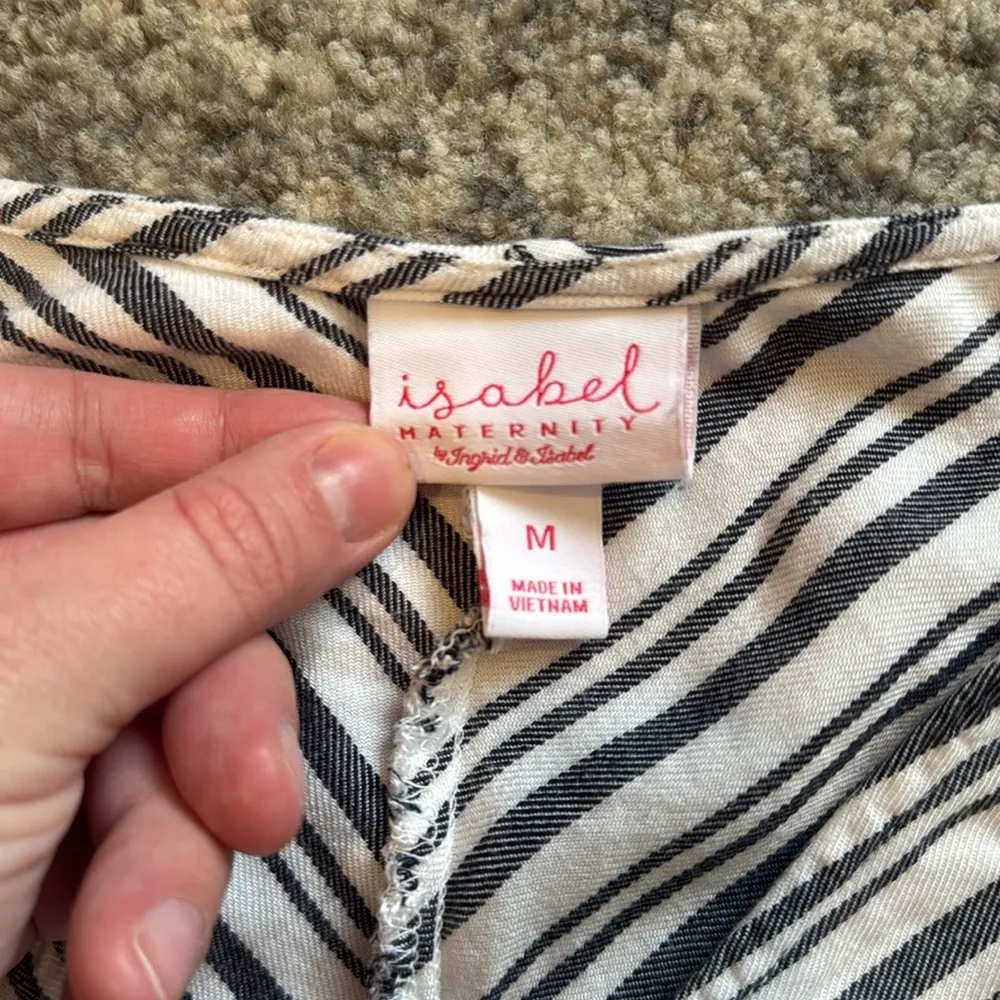 isabel
MATERNITY
by Ingrid & Isabel
M
MADE IN
VIETNAM